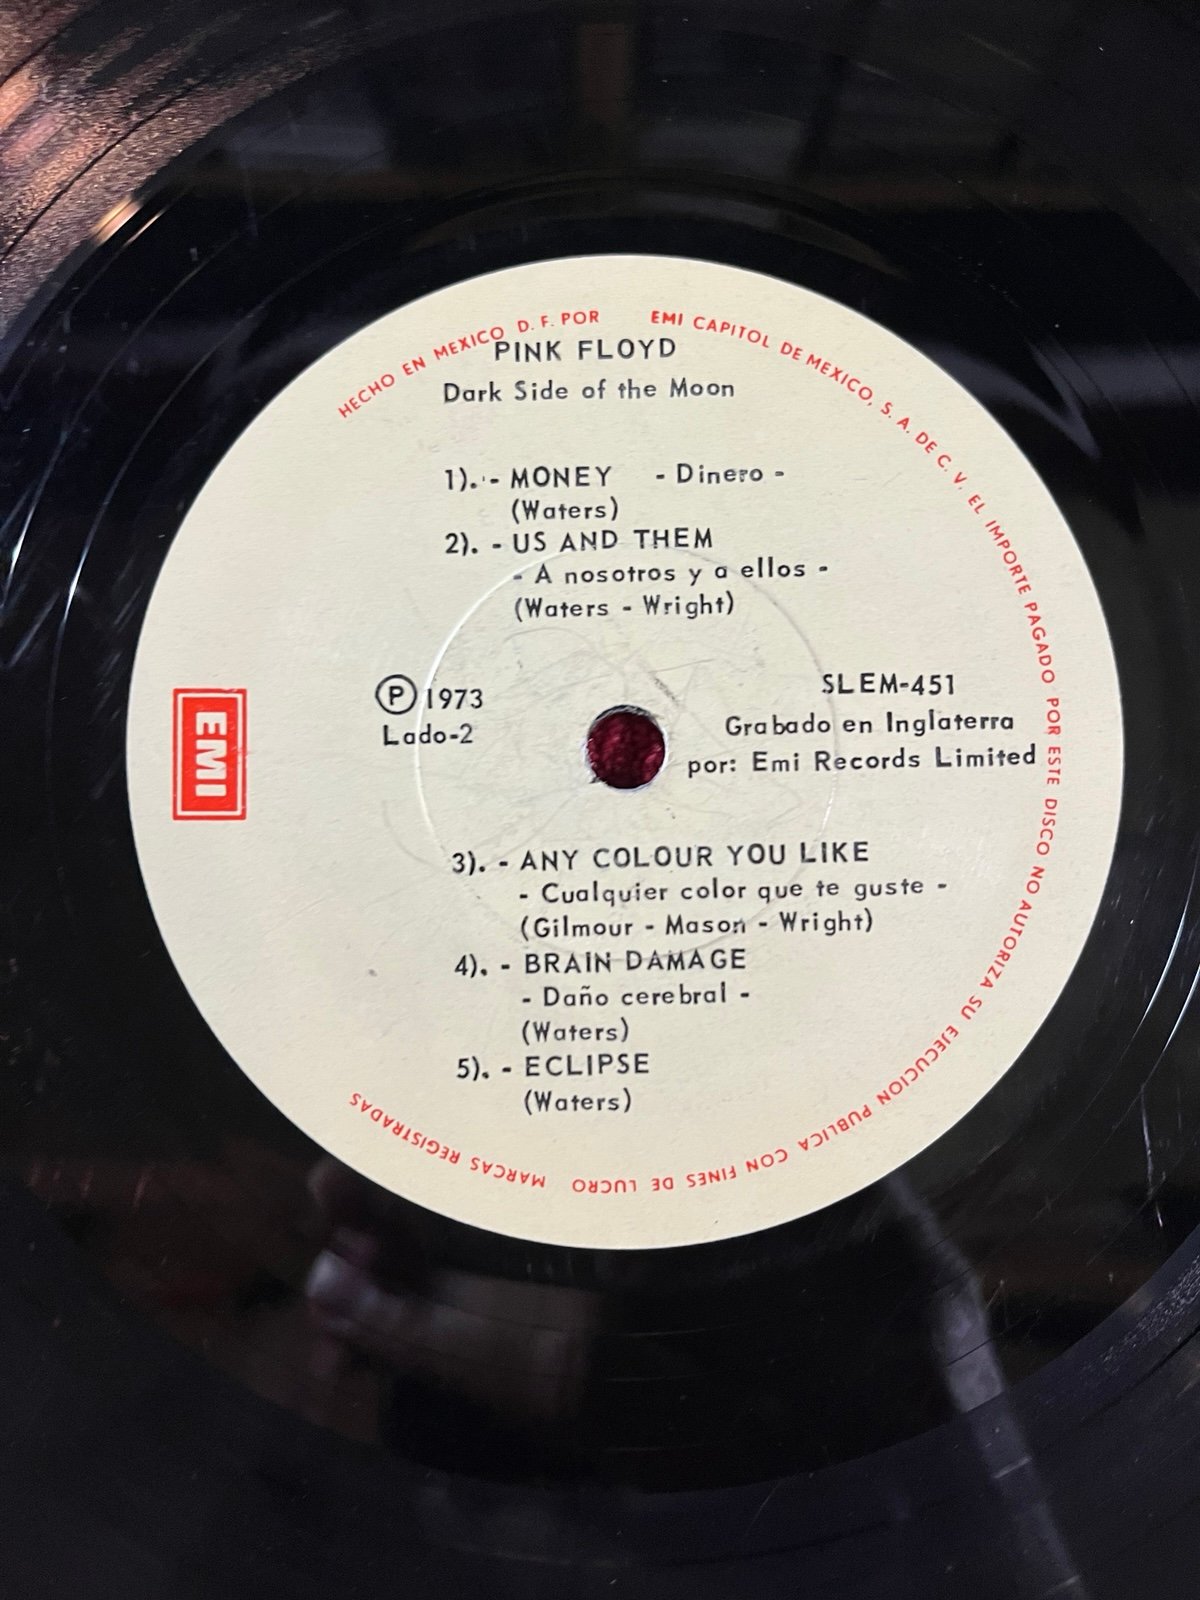 HECHO EN MEXICO D. F. POR EMI CAPITOL DE MEXICO, S. A. DE C. V. EL IMPORTE PAGADO POR ESTE DISCO NO AUTORIZA SU EJECUCION PUBLICA CON FINES DE LUCRO MARCAS REGISTRADAS
PINK FLOYD
Dark Side of the Moon
1). - MONEY - Dinero -
(Waters)
2). - US AND THEM
- A nosotros y a ellos -
(Waters - Wright)
Ⓟ 1973
Lado-2
SLEM-451
Grabado en Inglaterra
por: Emi Records Limited
EMI
3). - ANY COLOUR YOU LIKE
- Cualquier color que te guste -
(Gilmour - Mason - Wright)
4). - BRAIN DAMAGE
- Daño cerebral -
(Waters)
5). - ECLIPSE
(Waters)